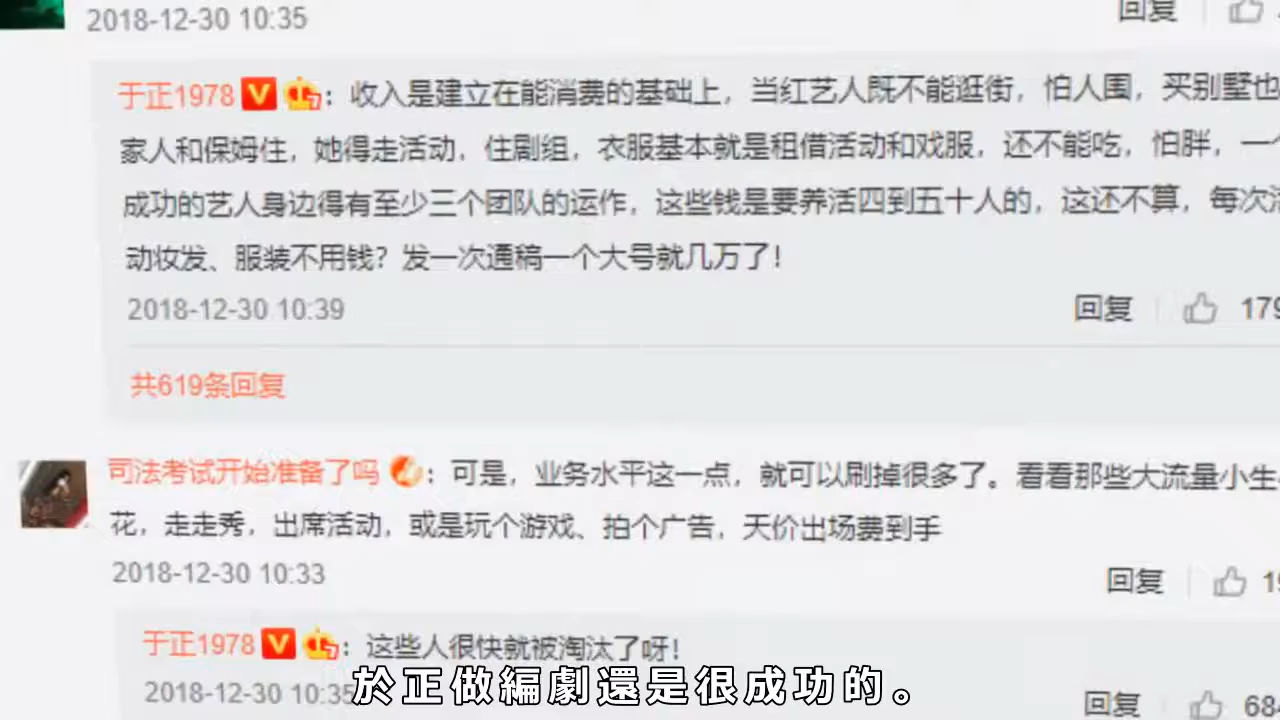 2018-12-30 10:35
回复
于正1978：收入是建立在能消费的基础上，当红艺人既不能逛街，怕人围，买别墅也
家人和保姆住，她得走活动，住剧组，衣服基本就是租借活动和戏服，还不能吃，怕胖，一个
成功的艺人身边得有至少三个团队的运作，这些钱是要养活四到五十人的，这还不算，每次
动妆发、服装不用钱？发一次通稿一个大号就几万了！
2018-12-30 10:39
回复 179
共619条回复
司法考试开始准备了吗：可是，业务水平这一点，就可以刷掉很多了。看看那些大流量小生
花，走走秀，出席活动，或是玩个游戏、拍个广告，天价出场费到手
2018-12-30 10:33
回复 19
于正1978：这些人很快就被淘汰了呀！
2018-12-30 10:35
回复 684
於正做編劇還是很成功的。